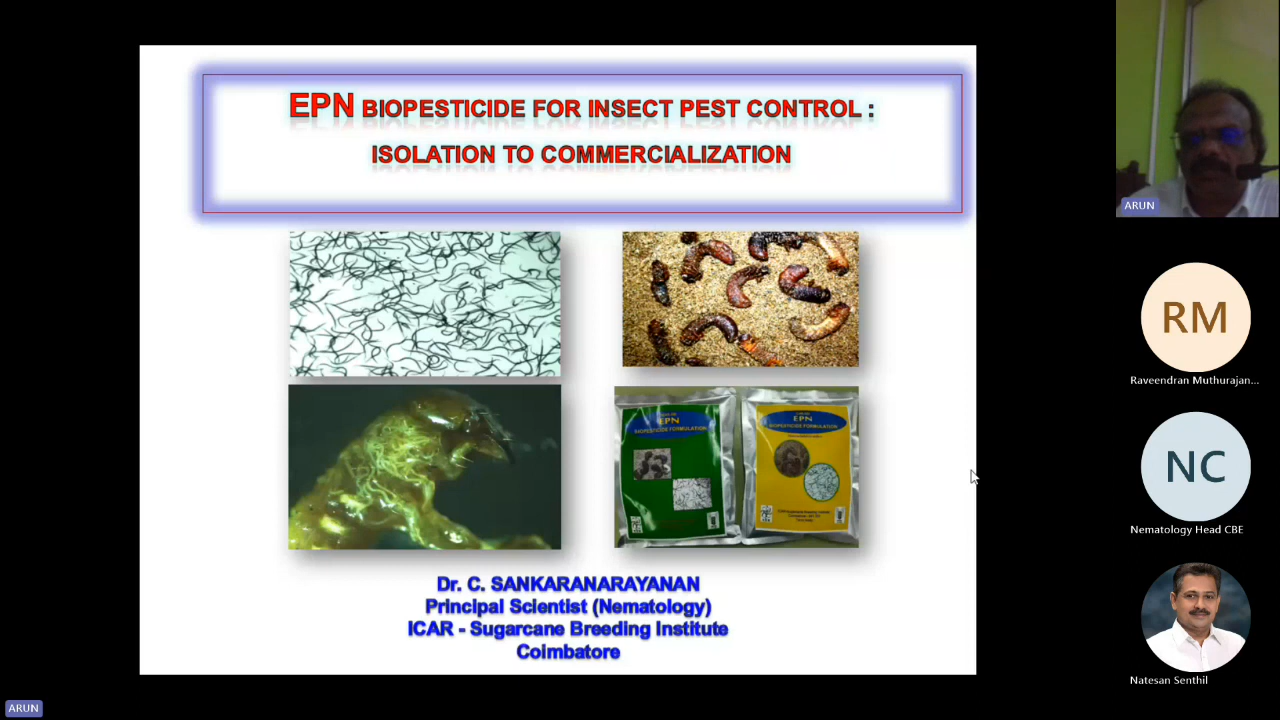 EPN BIOPESTICIDE FOR INSECT PEST CONTROL :
ISOLATION TO COMMERCIALIZATION
EPN
BIOPESTICIDE FORMULATION
EPN
BIOPESTICIDE FORMULATION
Dr. C. SANKARANARAYANAN
Principal Scientist (Nematology)
ICAR - Sugarcane Breeding Institute
Coimbatore
ARUN
RM
Raveendran Muthurajan...
NC
Nematology Head CBE
Natesan Senthil
ARUN